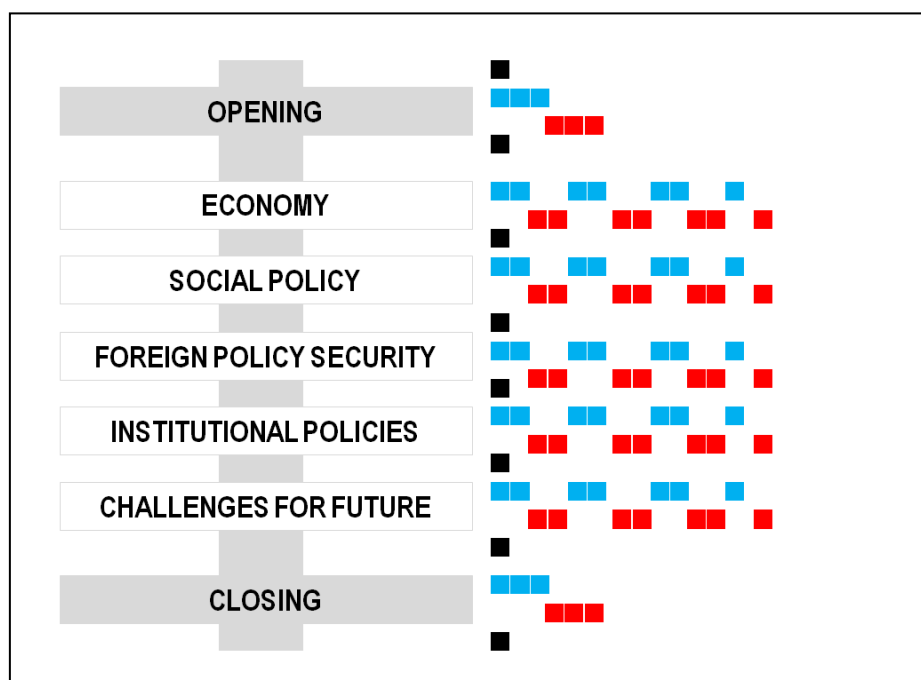 OPENING
ECONOMY
SOCIAL POLICY
FOREIGN POLICY SECURITY
INSTITUTIONAL POLICIES
CHALLENGES FOR FUTURE
CLOSING